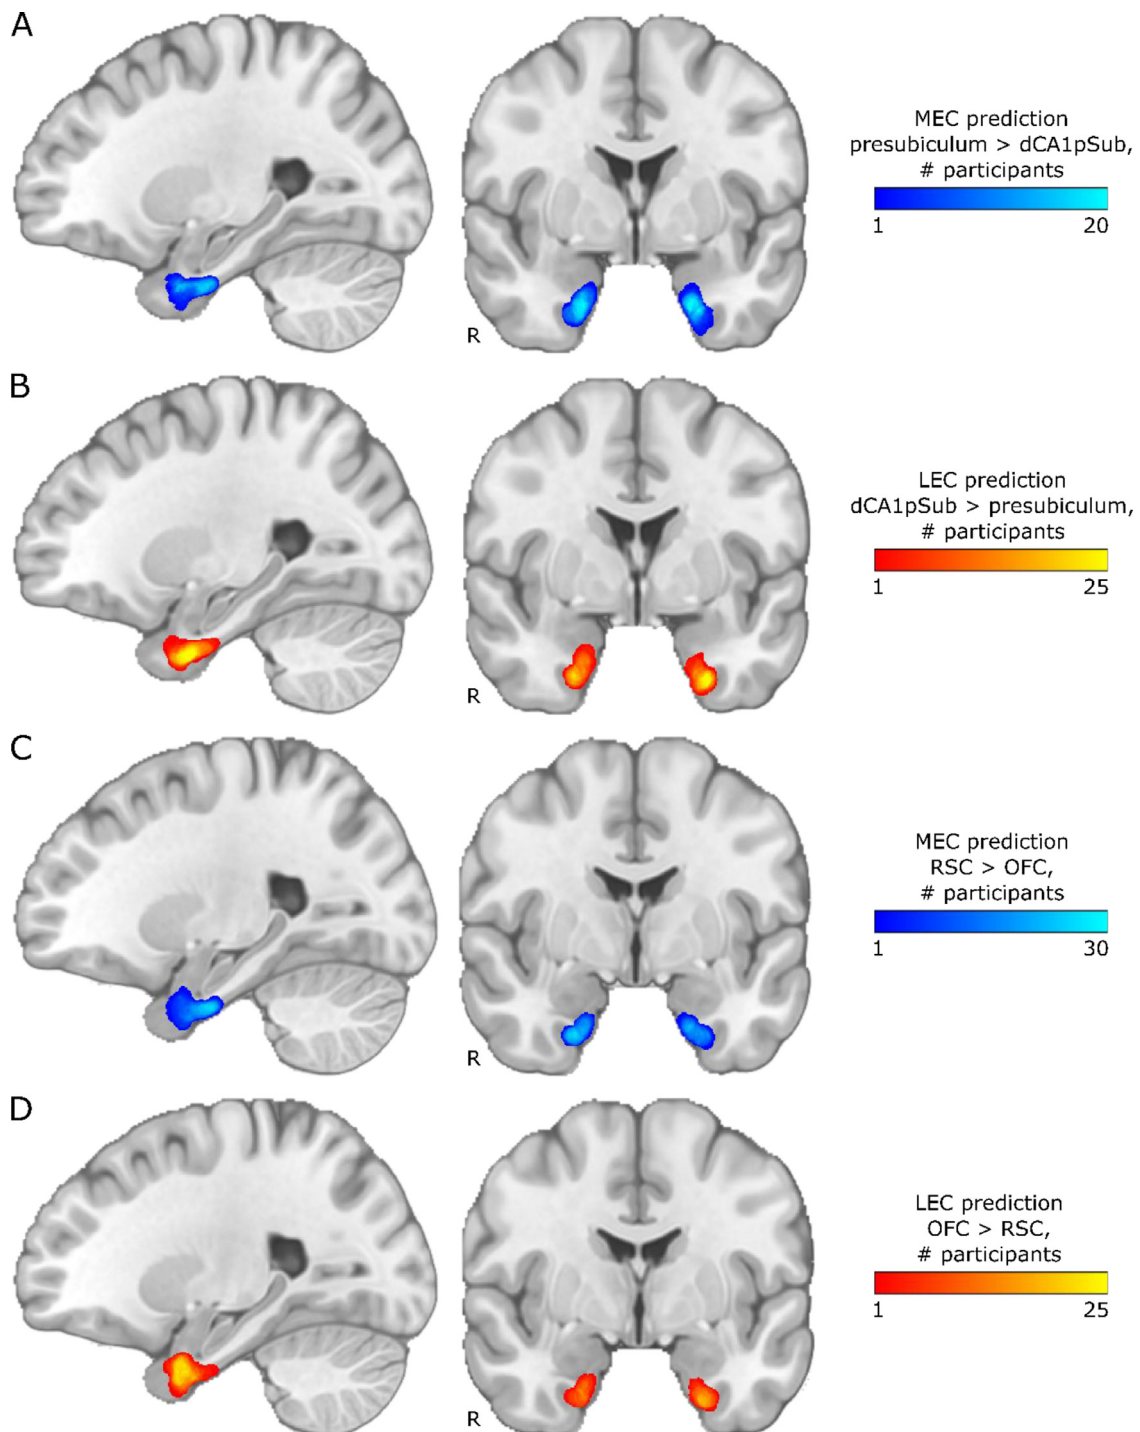 A
MEC prediction
presubiculum > dCA1pSub,
# participants
1 20
R
B
LEC prediction
dCA1pSub > presubiculum,
# participants
1 25
R
C
MEC prediction
RSC > OFC,
# participants
1 30
R
D
LEC prediction
OFC > RSC,
# participants
1 25
R